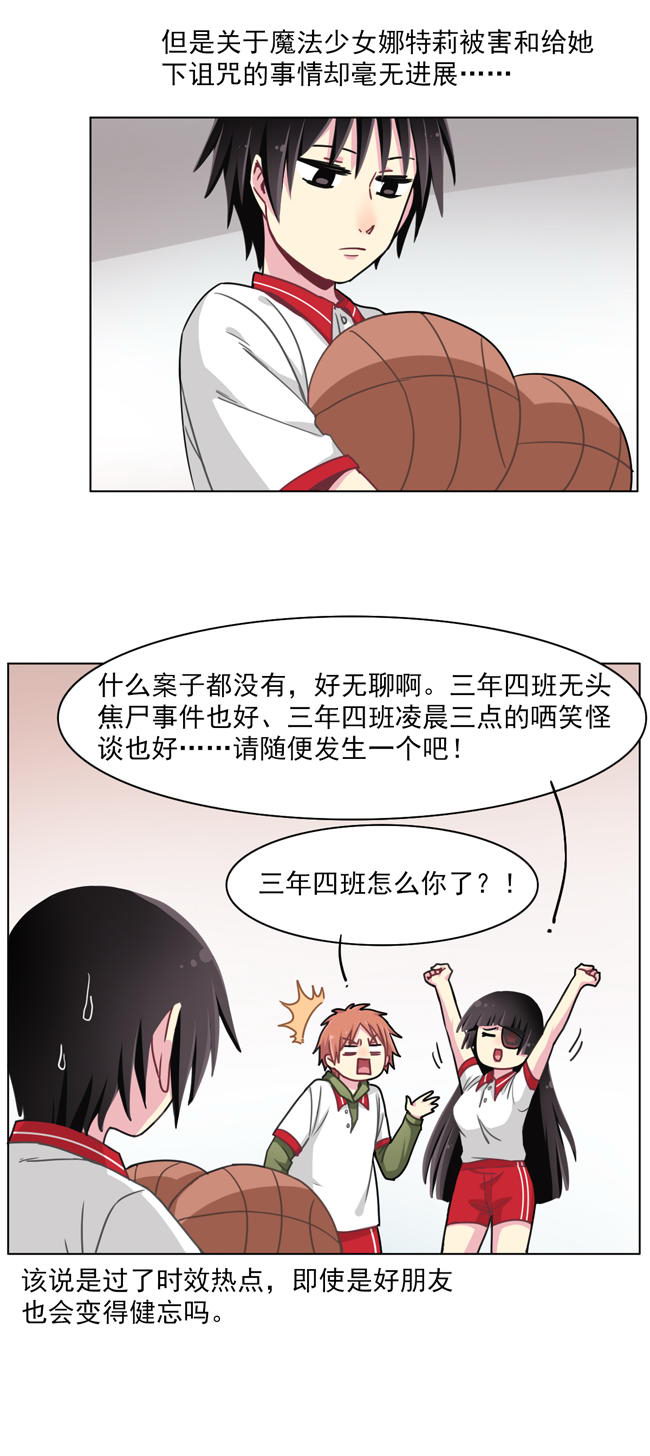 但是关于魔法少女娜特莉被害和给她
下诅咒的事情却毫无进展……
什么案子都没有，好无聊啊。三年四班无头
焦尸事件也好、三年四班凌晨三点的哂笑怪
谈也好……请随便发生一个吧！
三年四班怎么你了？！
该说是过了时效热点，即使是好朋友
也会变得健忘吗。